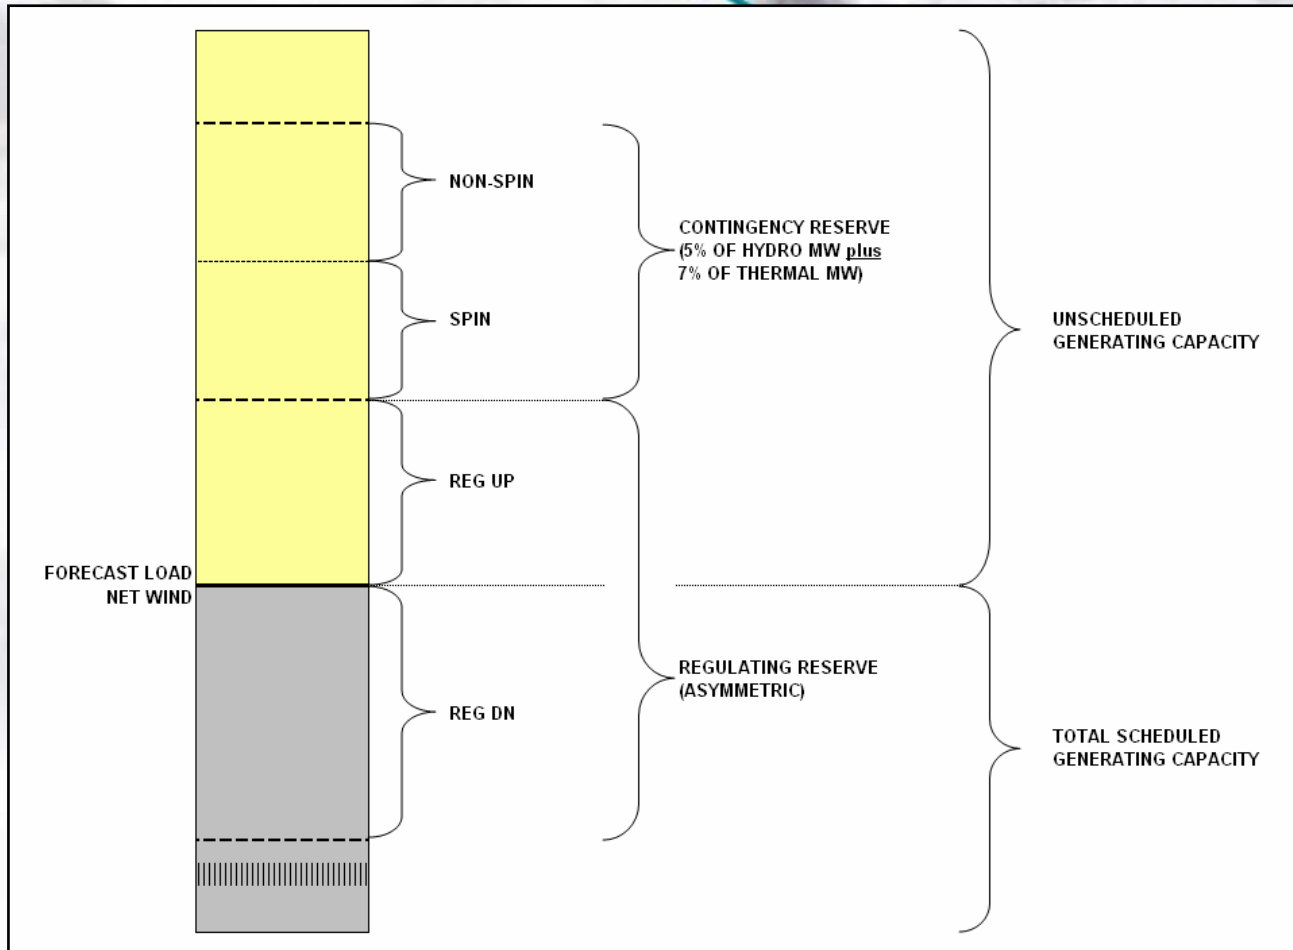 NON-SPIN
CONTINGENCY RESERVE
(5% OF HYDRO MW plus
7% OF THERMAL MW)
SPIN
UNSCHEDULED
GENERATING CAPACITY
REG UP
FORECAST LOAD
NET WIND
REGULATING RESERVE
(ASYMMETRIC)
REG DN
TOTAL SCHEDULED
GENERATING CAPACITY